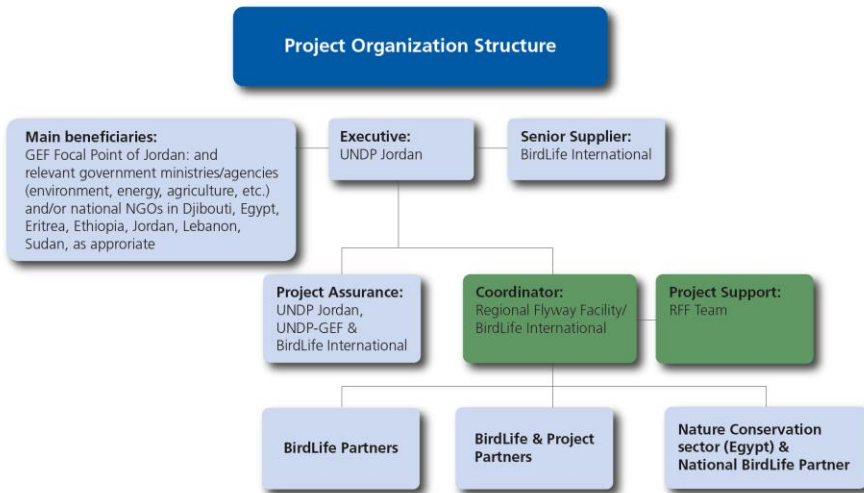 Project Organization Structure
Main beneficiaries:
GEF Focal Point of Jordan: and
relevant government ministries/agencies
(environment, energy, agriculture, etc.)
and/or national NGOs in Djibouti, Egypt,
Eritrea, Ethiopia, Jordan, Lebanon,
Sudan, as approriate
Executive:
UNDP Jordan
Senior Supplier:
BirdLife International
Project Assurance:
UNDP Jordan,
UNDP-GEF &
BirdLife International
Coordinator:
Regional Flyway Facility/
BirdLife International
Project Support:
RFF Team
BirdLife Partners
BirdLife & Project
Partners
Nature Conservation
sector (Egypt) &
National BirdLife Partner